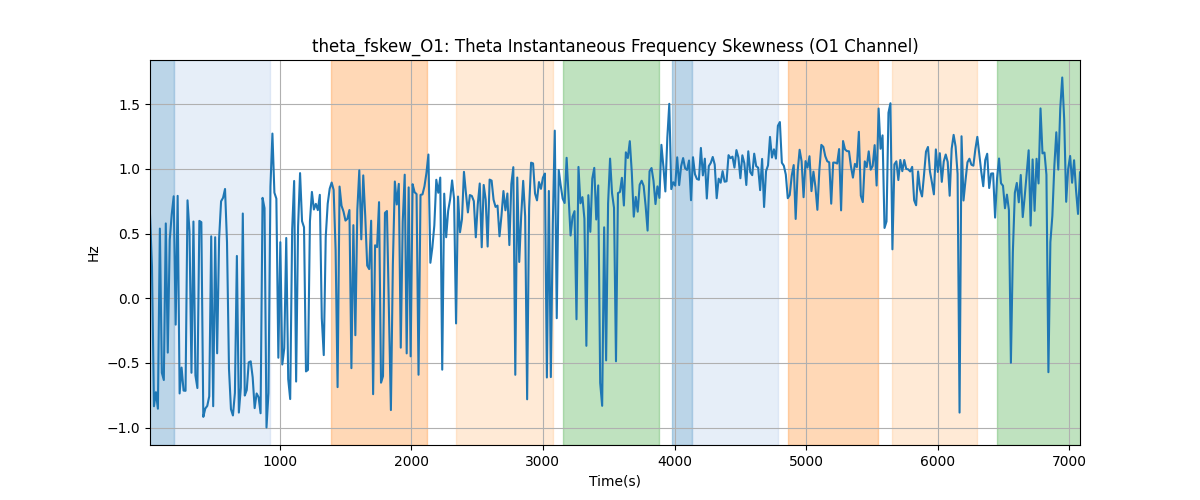 theta_fskew_O1: Theta Instantaneous Frequency Skewness (O1 Channel)
1.5
1.0
0.5
0.0
−0.5
−1.0
Hz
1000 2000 3000 4000 5000 6000 7000
Time(s)